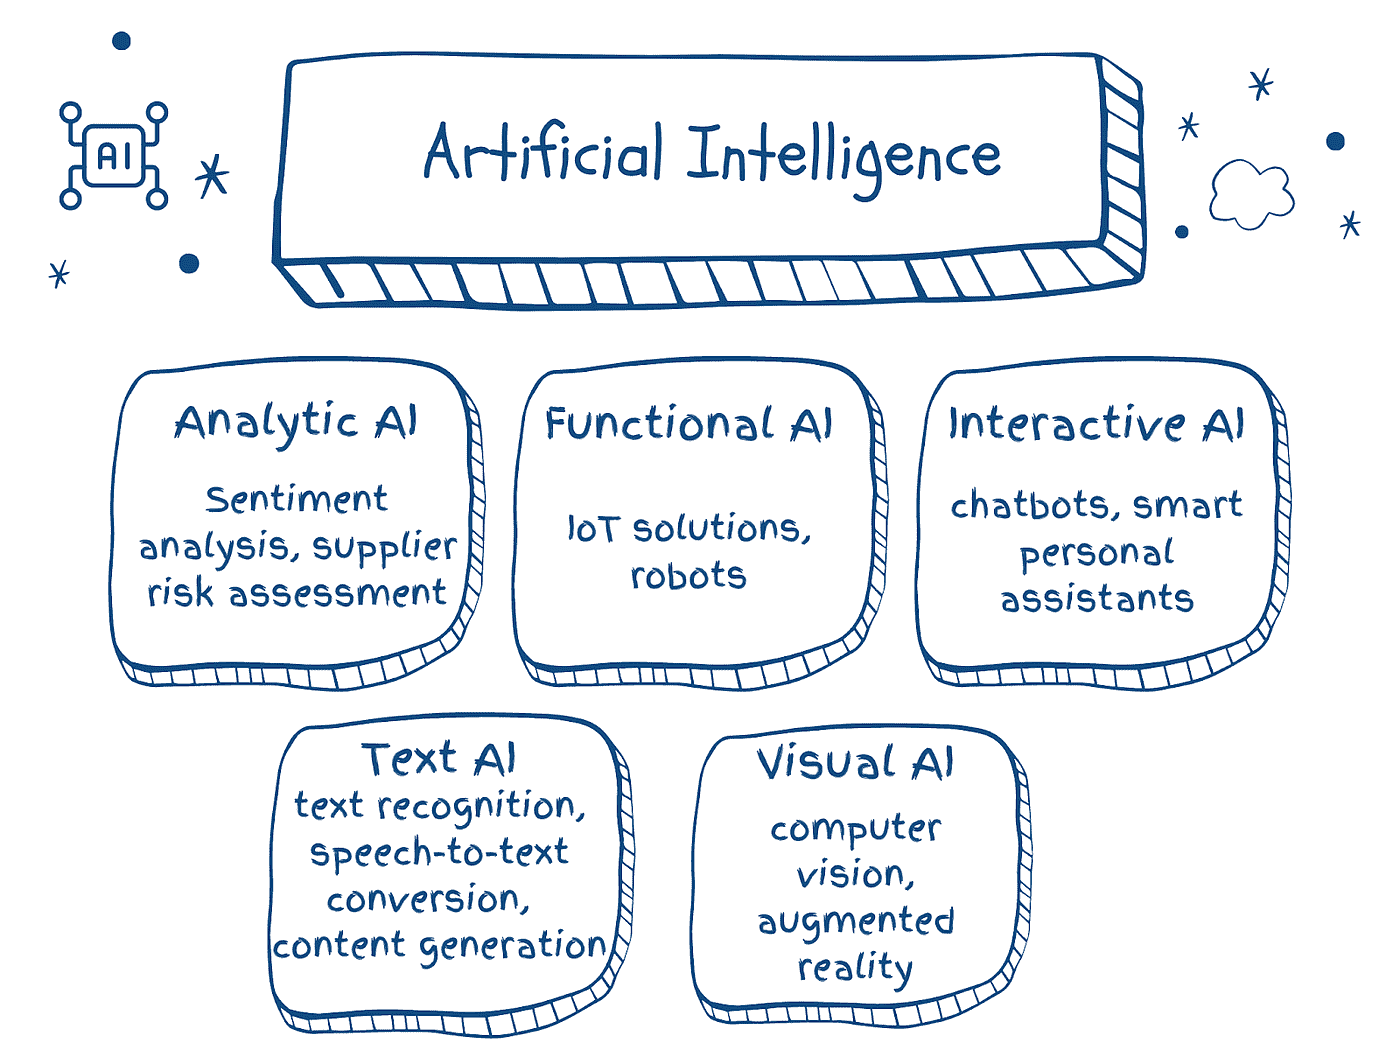 AI
Artificial Intelligence
Analytic AI
Sentiment
analysis, supplier
risk assessment
Functional AI
IoT solutions,
robots
Interactive AI
chatbots, smart
personal
assistants
Text AI
text recognition,
speech-to-text
conversion,
content generation
Visual AI
computer
vision,
augmented
reality